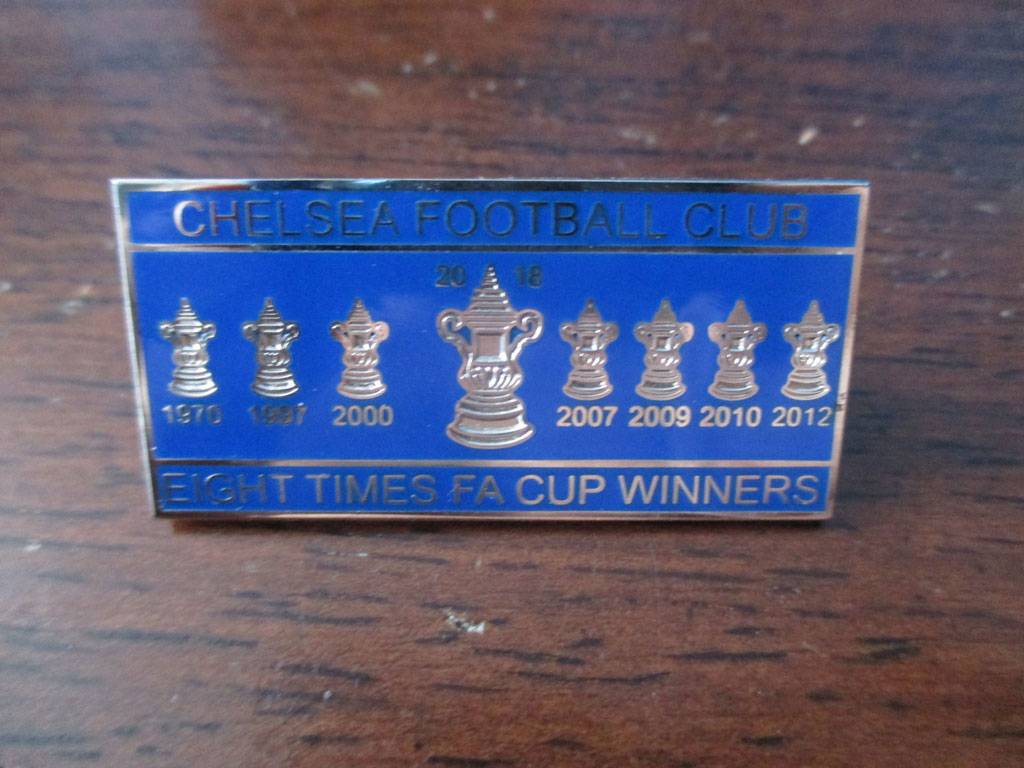 CHELSEA FOOTBALL CLUB
20 18
1970 1997 2000 2007 2009 2010 2012
EIGHT TIMES FA CUP WINNERS